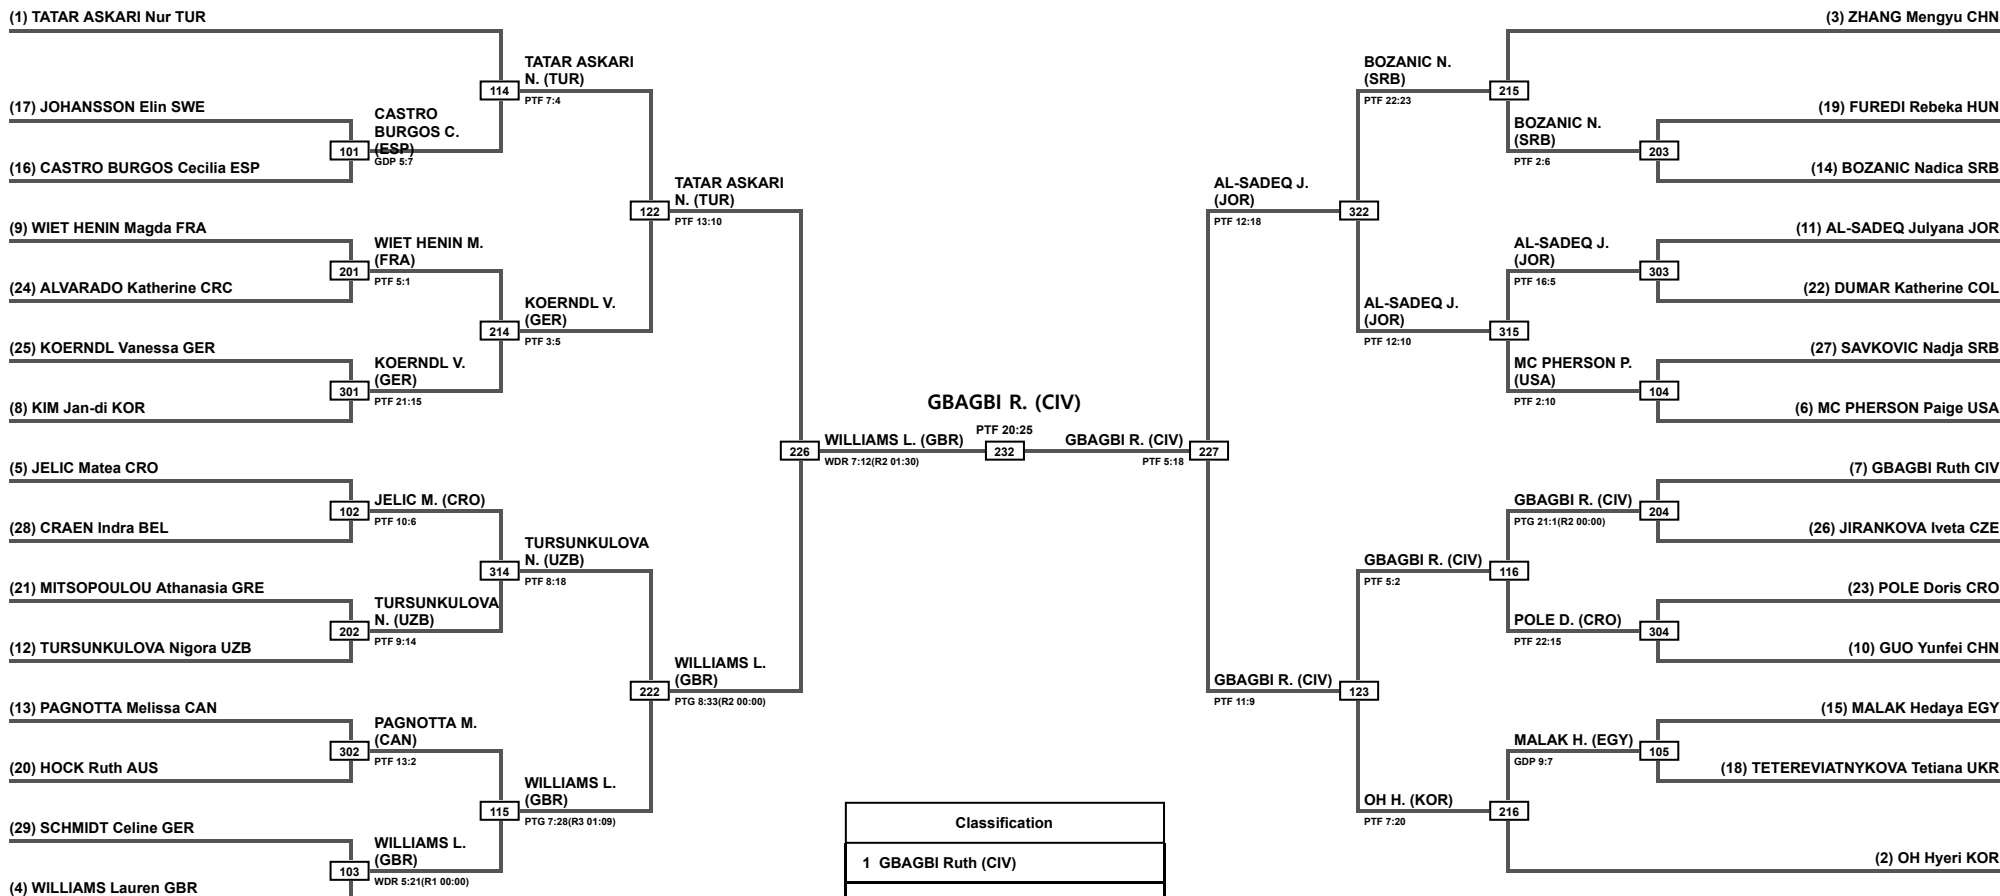 (1) TATAR ASKARI Nur TUR
(17) JOHANSSON Elin SWE
(16) CASTRO BURGOS Cecilia ESP
(9) WIET HENIN Magda FRA
(24) ALVARADO Katherine CRC
(25) KOERNDL Vanessa GER
(8) KIM Jan-di KOR
(5) JELIC Matea CRO
(28) CRAEN Indra BEL
(21) MITSOPOULOU Athanasia GRE
(12) TURSUNKULOVA Nigora UZB
(13) PAGNOTTA Melissa CAN
(20) HOCK Ruth AUS
(29) SCHMIDT Celine GER
(4) WILLIAMS Lauren GBR
101
CASTRO
BURGOS C.
(ESP)
GDP 5:7
201
WIET HENIN M.
(FRA)
PTF 5:1
301
KOERNDL V.
(GER)
PTF 21:15
102
JELIC M. (CRO)
PTF 10:6
202
TURSUNKULOVA
N. (UZB)
PTF 9:14
302
PAGNOTTA M.
(CAN)
PTF 13:2
103
WILLIAMS L.
(GBR)
WDR 5:21(R1 00:00)
114
TATAR ASKARI
N. (TUR)
PTF 7:4
214
KOERNDL V.
(GER)
PTF 3:5
314
TURSUNKULOVA
N. (UZB)
PTF 8:18
115
WILLIAMS L.
(GBR)
PTG 7:28(R3 01:09)
122
TATAR ASKARI
N. (TUR)
PTF 13:10
222
WILLIAMS L.
(GBR)
PTG 8:33(R2 00:00)
226
WILLIAMS L. (GBR)
WDR 7:12(R2 01:30)
GBAGBI R. (CIV)
PTF 20:25
232
GBAGBI R. (CIV)
PTF 5:18
227
AL-SADEQ J.
(JOR)
PTF 12:18
322
GBAGBI R. (CIV)
PTF 11:9
123
BOZANIC N.
(SRB)
PTF 22:23
215
AL-SADEQ J.
(JOR)
PTF 12:10
315
GBAGBI R. (CIV)
PTF 5:2
116
OH H. (KOR)
PTF 7:20
216
BOZANIC N.
(SRB)
PTF 2:6
203
AL-SADEQ J.
(JOR)
PTF 16:5
303
MC PHERSON P.
(USA)
PTF 2:10
104
GBAGBI R. (CIV)
PTG 21:1(R2 00:00)
204
POLE D. (CRO)
PTF 22:15
304
MALAK H. (EGY)
GDP 9:7
105
(3) ZHANG Mengyu CHN
(19) FUREDI Rebeka HUN
(14) BOZANIC Nadica SRB
(11) AL-SADEQ Julyana JOR
(22) DUMAR Katherine COL
(27) SAVKOVIC Nadja SRB
(6) MC PHERSON Paige USA
(7) GBAGBI Ruth CIV
(26) JIRANKOVA Iveta CZE
(23) POLE Doris CRO
(10) GUO Yunfei CHN
(15) MALAK Hedaya EGY
(18) TETEREVIATNYKOVA Tetiana UKR
(2) OH Hyeri KOR
Classification
1 GBAGBI Ruth (CIV)